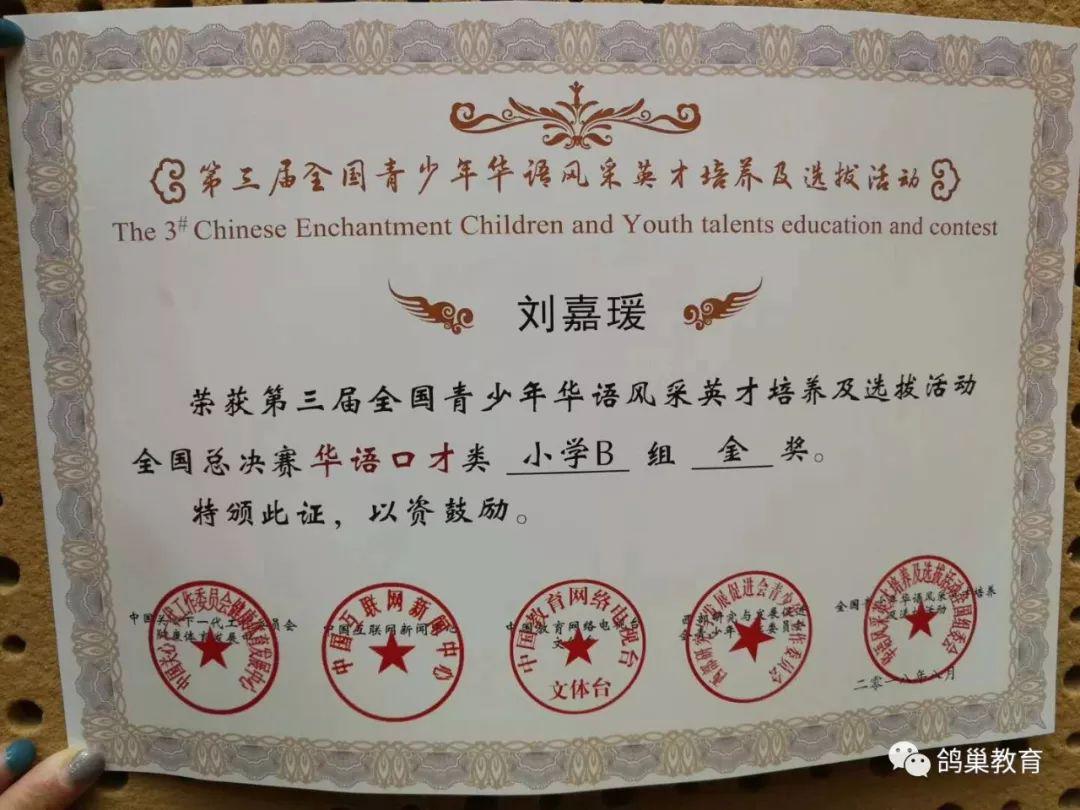 第三届全国青少年华语风采英才培养及选拔活动
The 3# Chinese Enchantment Children and Youth talents education and contest
刘嘉瑗
荣获第三届全国青少年华语风采英才培养及选拔活动
全国总决赛华语口才类 小学B 组 金 奖。
特颁此证，以资鼓励。
中国互联网新闻中心
中国教育网络电视台
文体台
二零一八年八月
鸽巢教育